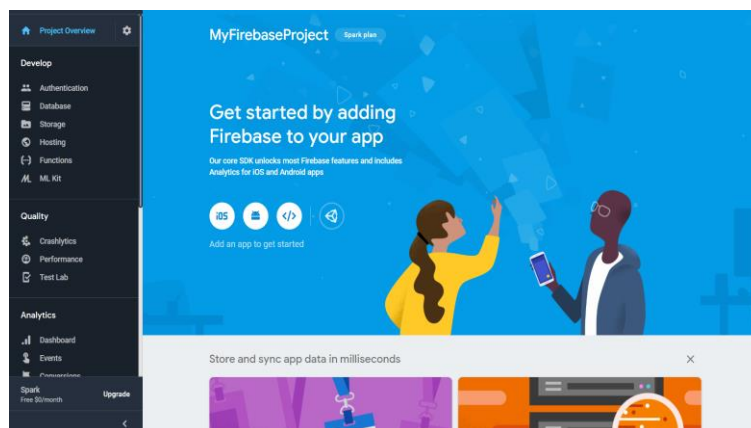 Project Overview
Develop
Authentication
Database
Storage
Hosting
Functions
ML Kit
Quality
Crashlytics
Performance
Test Lab
Analytics
Dashboard
Events
Conversions
Spark
Free $0/month
Upgrade
MyFirebaseProject
Spark plan
Get started by adding
Firebase to your app
Our core SDK unlocks most Firebase features and includes
Analytics for iOS and Android apps
iOS
Add an app to get started
Store and sync app data in milliseconds